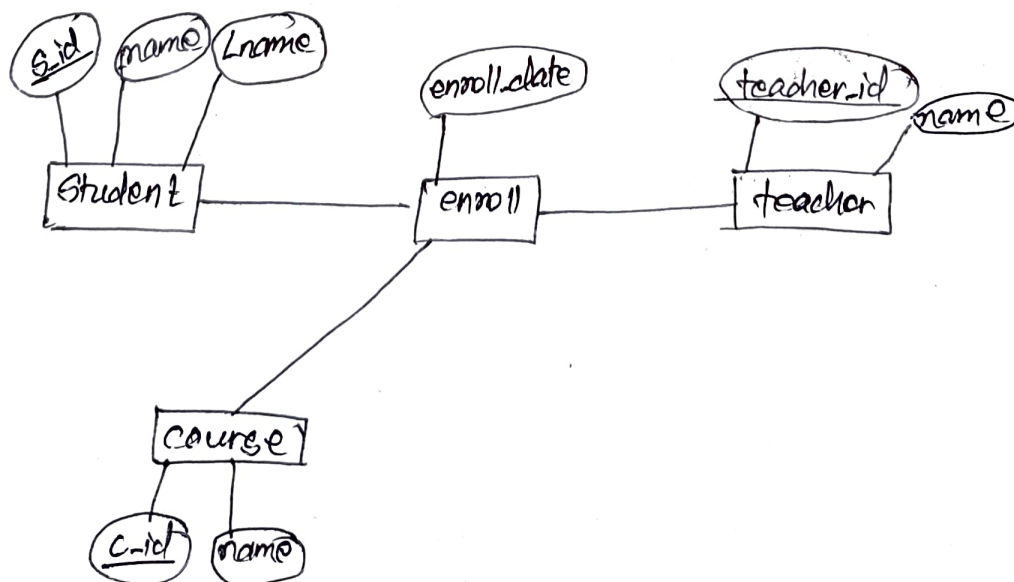 s_id
name
Lname
enroll_date
teacher_id
name
Student
enroll
teacher
course
c_id
name